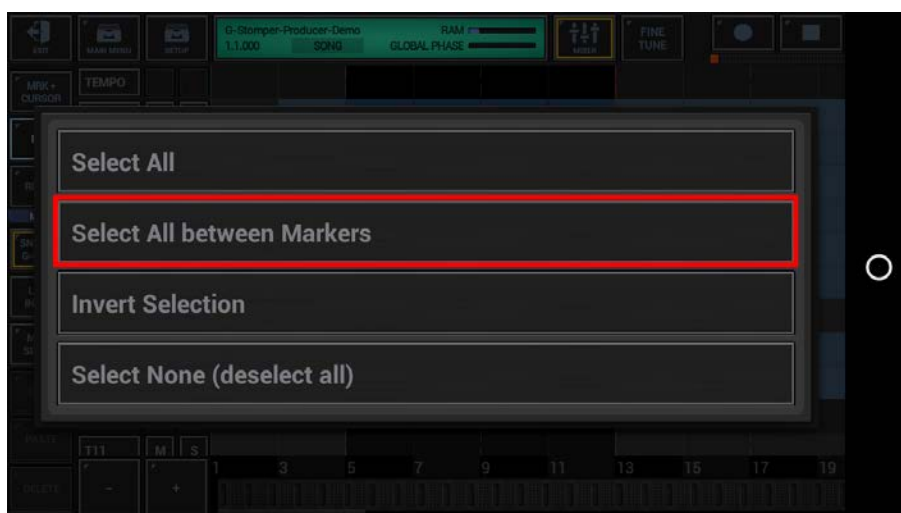 EXIT
MAIN MENU
SETUP
G-Stomper-Producer-Demo RAM
1.1.000 SONG GLOBAL PHASE
MIXER
FINE
TUNE
MRK+
CURSOR
TEMPO
Select All
Select All between Markers
Invert Selection
Select None (deselect all)
PASTE
T11 M S
1 3 5 7 9 11 13 15 17 19
DELETE - +